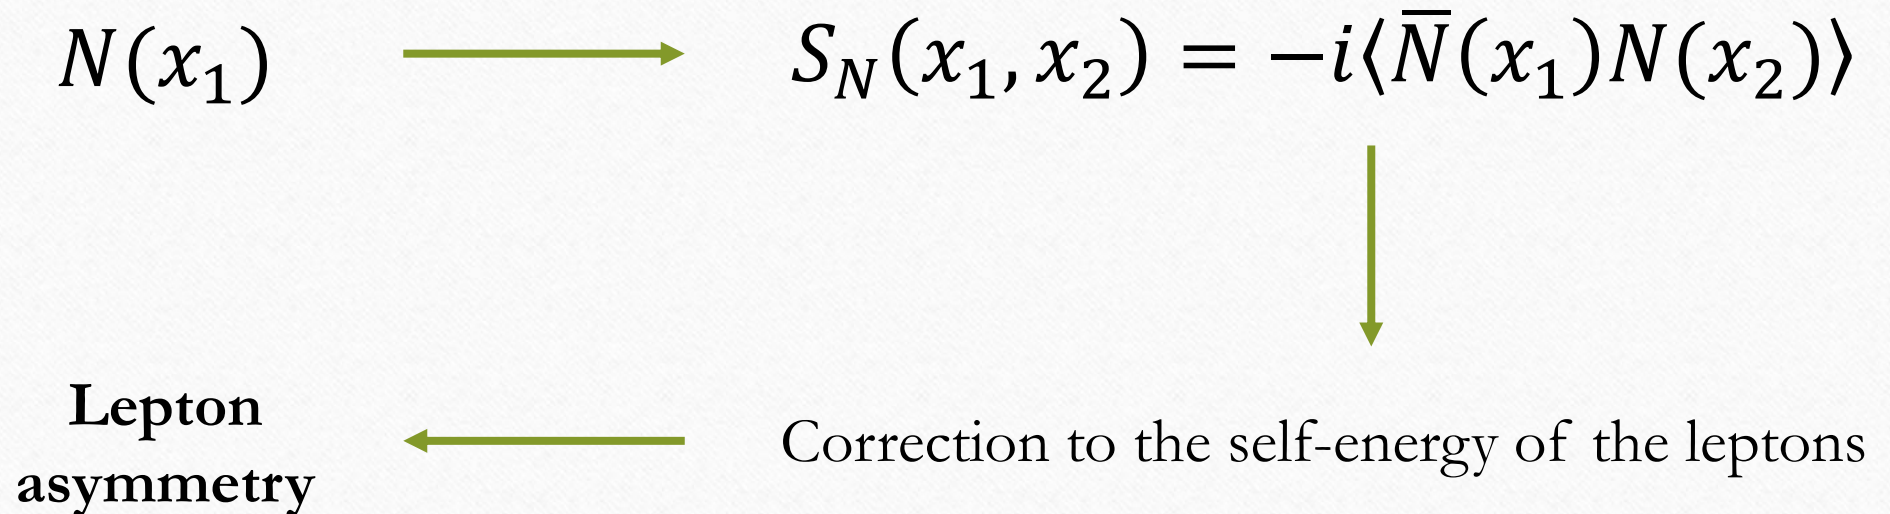 N(x₁)
S_N(x₁, x₂) = −i⟨N̅(x₁)N(x₂)⟩
Lepton
asymmetry
Correction to the self-energy of the leptons